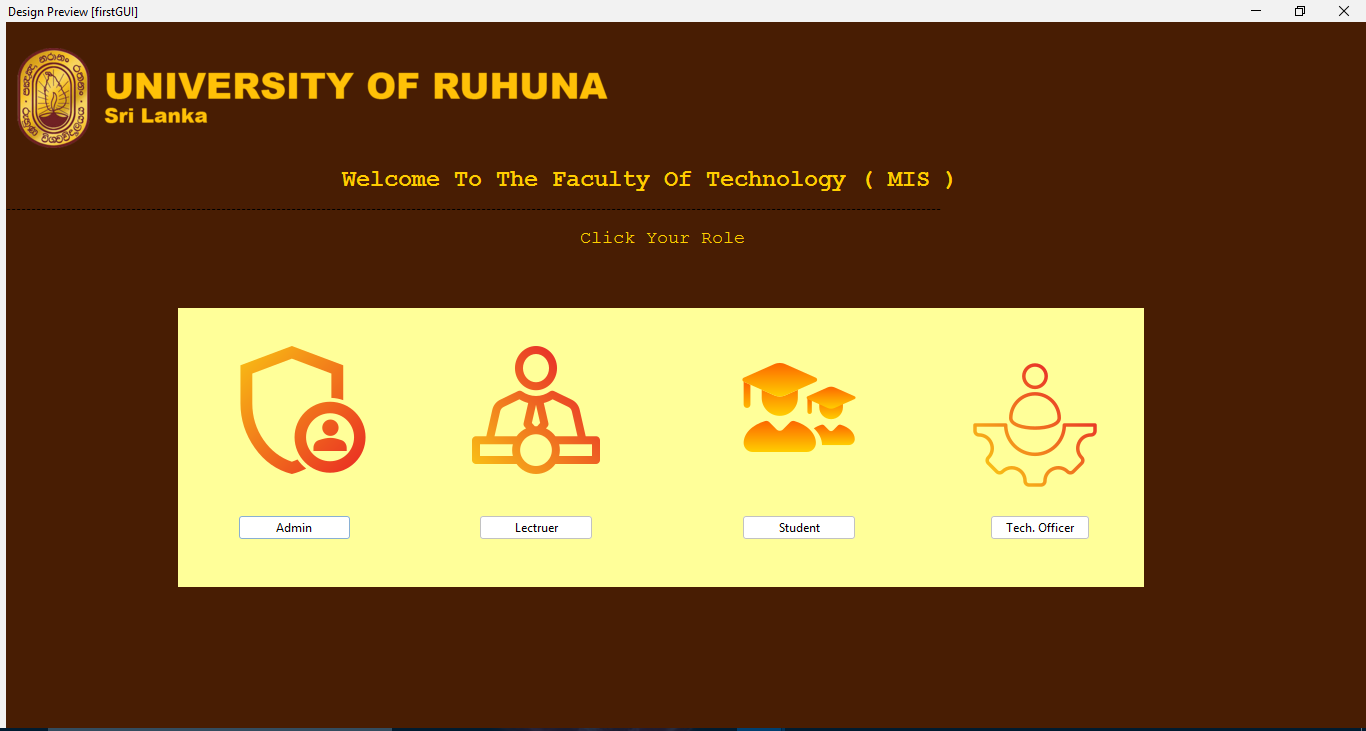 Design Preview [firstGUI]
UNIVERSITY OF RUHUNA
Sri Lanka
Welcome To The Faculty Of Technology ( MIS )
Click Your Role
Admin
Lectruer
Student
Tech. Officer